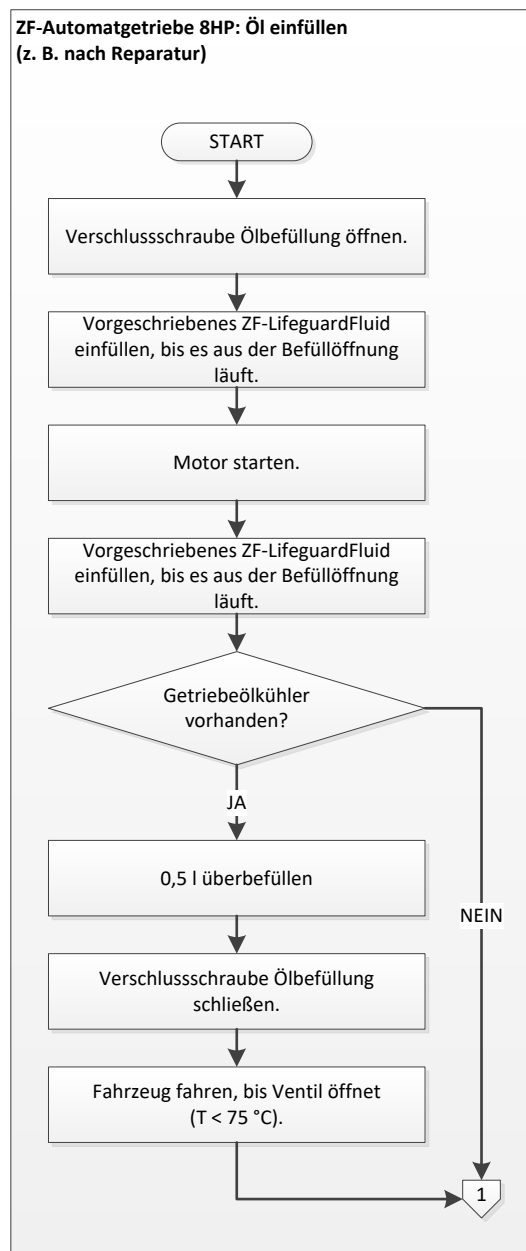 ZF-Automatgetriebe 8HP: Öl einfüllen
(z. B. nach Reparatur)
START
Verschlussschraube Ölbefüllung öffnen.
Vorgeschriebenes ZF-LifeguardFluid
einfüllen, bis es aus der Befüllöffnung
läuft.
Motor starten.
Vorgeschriebenes ZF-LifeguardFluid
einfüllen, bis es aus der Befüllöffnung
läuft.
Getriebeölkühler
vorhanden?
JA
0,5 l überbefüllen
NEIN
Verschlussschraube Ölbefüllung
schließen.
Fahrzeug fahren, bis Ventil öffnet
(T < 75 °C).
1